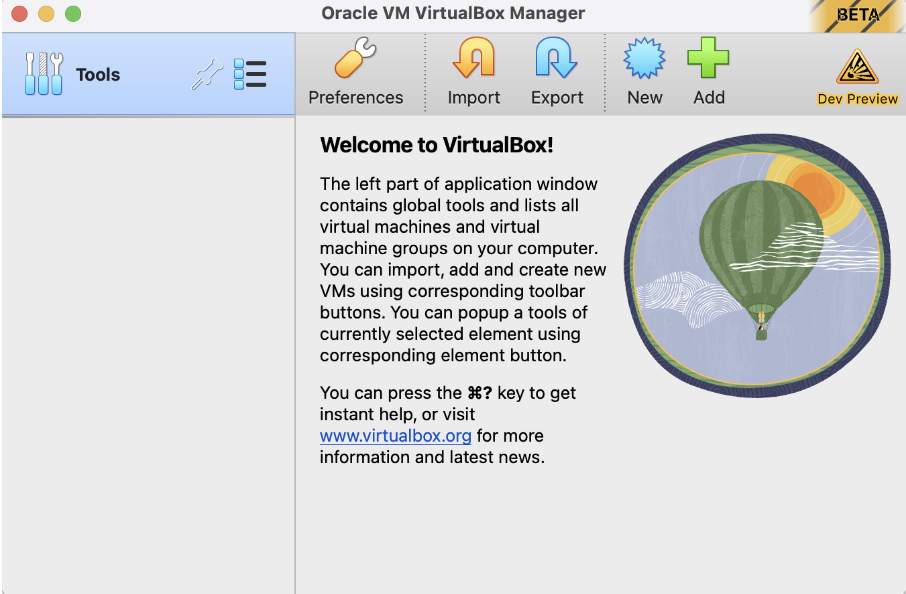 Oracle VM VirtualBox Manager
BETA
Tools
Preferences
Import
Export
New
Add
Dev Preview
Welcome to VirtualBox!
The left part of application window
contains global tools and lists all
virtual machines and virtual
machine groups on your computer.
You can import, add and create new
VMs using corresponding toolbar
buttons. You can popup a tools of
currently selected element using
corresponding element button.
You can press the ⌘? key to get
instant help, or visit
www.virtualbox.org for more
information and latest news.